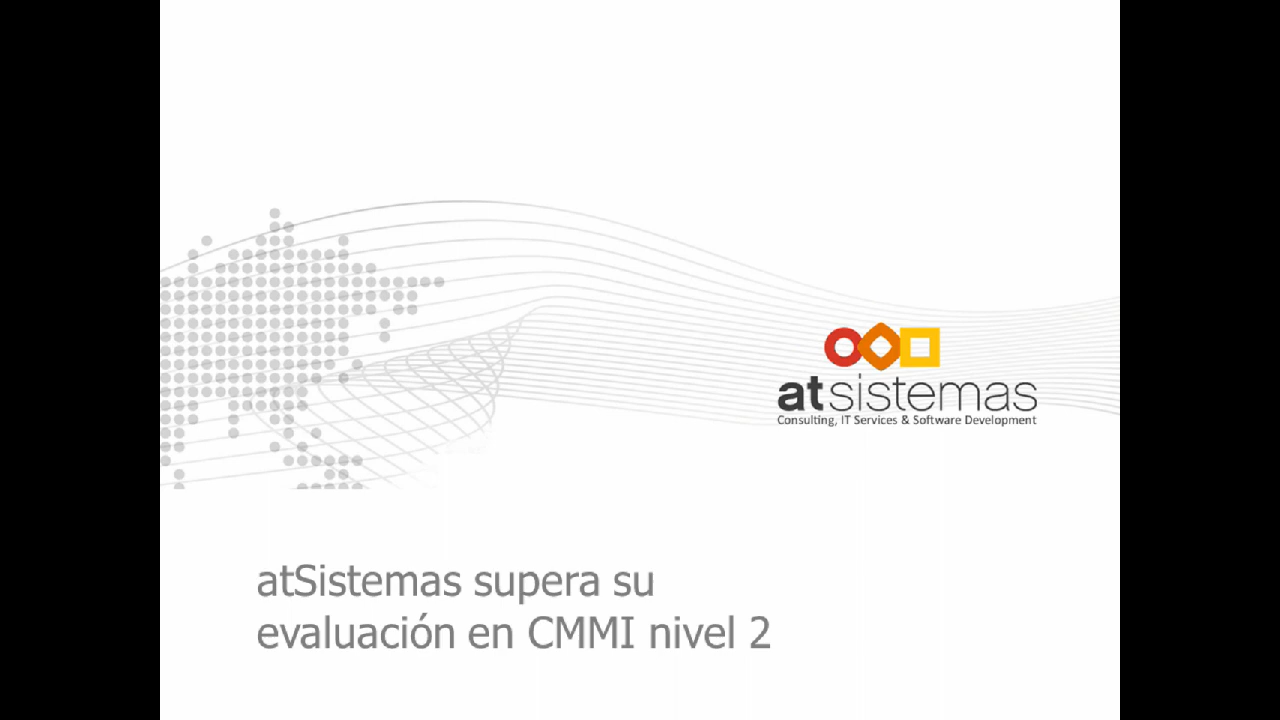 atsistemas
Consulting, IT Services & Software Development
atSistemas supera su
evaluación en CMMI nivel 2